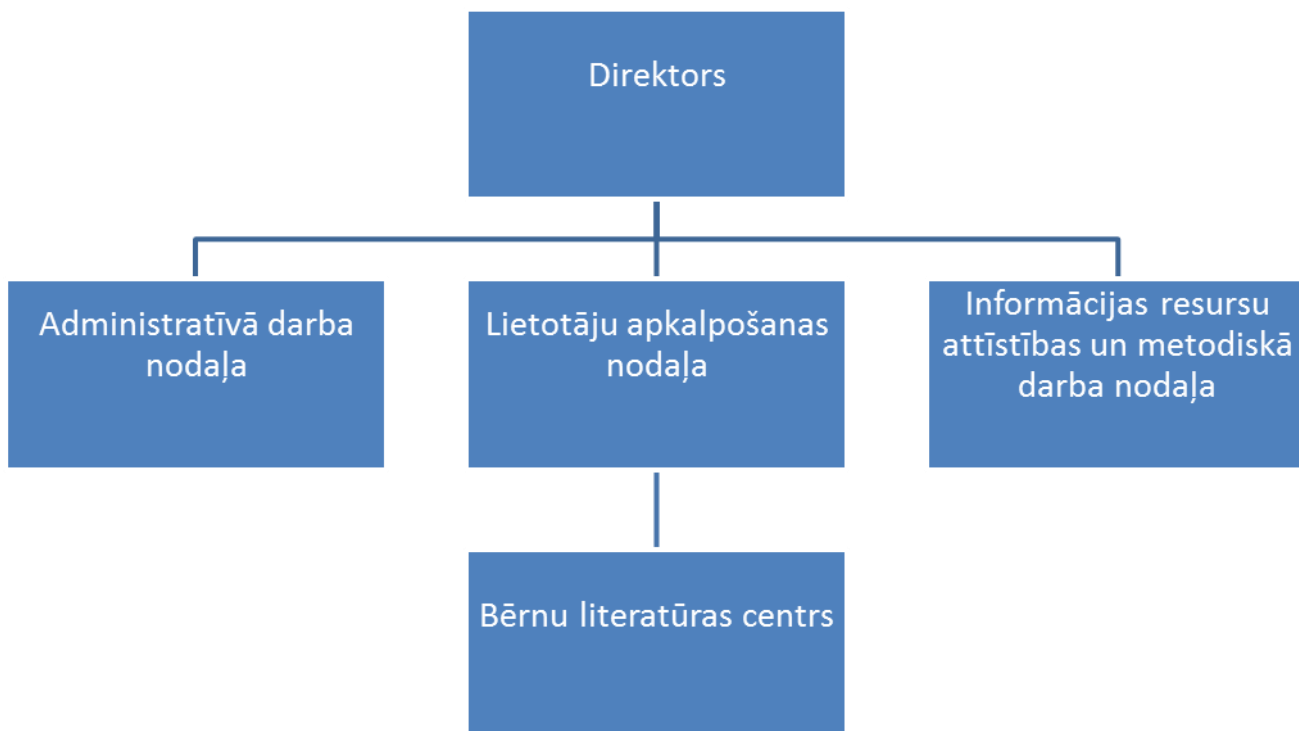 Direktors
Administratīvā darba
nodaļa
Lietotāju apkalpošanas
nodaļa
Informācijas resursu
attīstības un metodiskā
darba nodaļa
Bērnu literatūras centrs